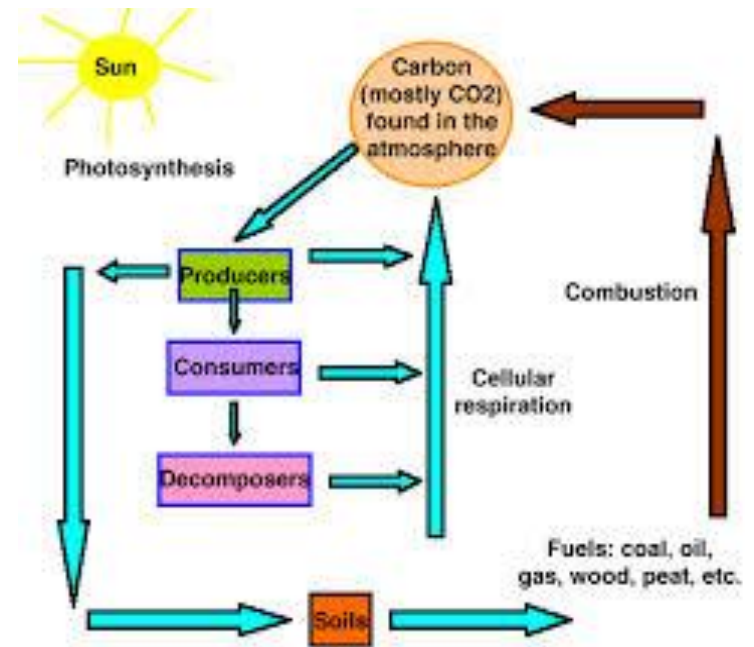 Sun
Carbon
(mostly CO2)
found in the
atmosphere
Photosynthesis
Producers
Combustion
Consumers
Cellular
respiration
Decomposers
Fuels: coal, oil,
gas, wood, peat, etc.
Soils